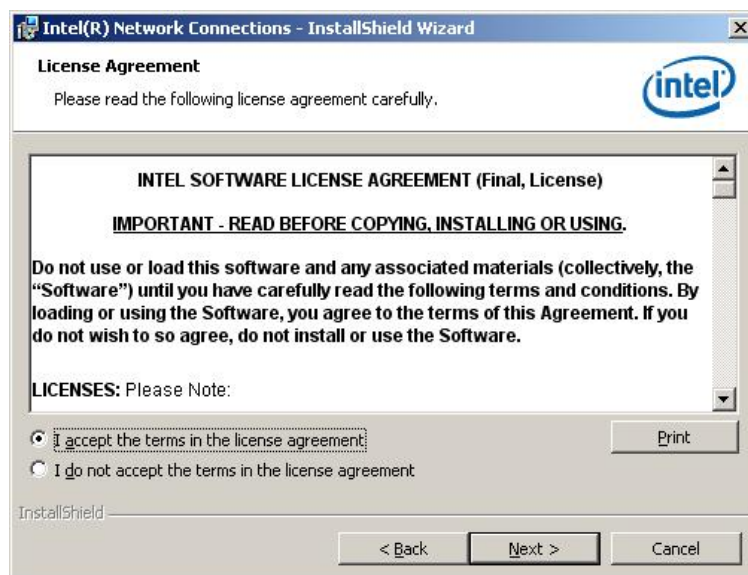 Intel(R) Network Connections - InstallShield Wizard
License Agreement
Please read the following license agreement carefully.
intel
INTEL SOFTWARE LICENSE AGREEMENT (Final, License)
IMPORTANT - READ BEFORE COPYING, INSTALLING OR USING.
Do not use or load this software and any associated materials (collectively, the
“Software”) until you have carefully read the following terms and conditions. By
loading or using the Software, you agree to the terms of this Agreement. If you
do not wish to so agree, do not install or use the Software.
LICENSES: Please Note:
I accept the terms in the license agreement
Print
I do not accept the terms in the license agreement
InstallShield
< Back
Next >
Cancel